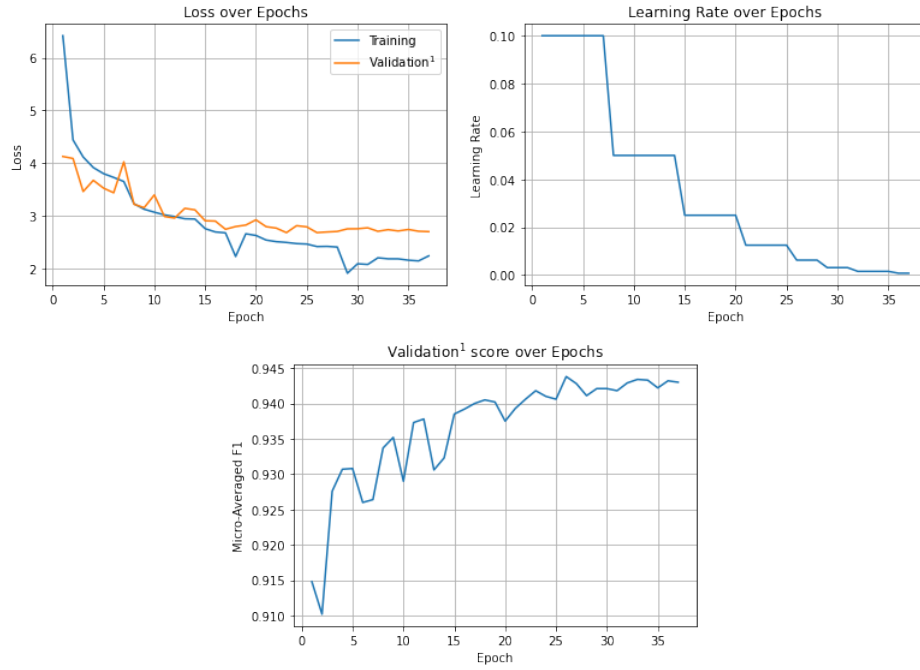 Loss over Epochs
Training
Validation¹
6
5
4
3
2
Loss
0 5 10 15 20 25 30 35
Epoch
Learning Rate over Epochs
0.10
0.08
0.06
0.04
0.02
0.00
Learning Rate
0 5 10 15 20 25 30 35
Epoch
Validation¹ score over Epochs
0.945
0.940
0.935
0.930
0.925
0.920
0.915
0.910
Micro-Averaged F1
0 5 10 15 20 25 30 35
Epoch